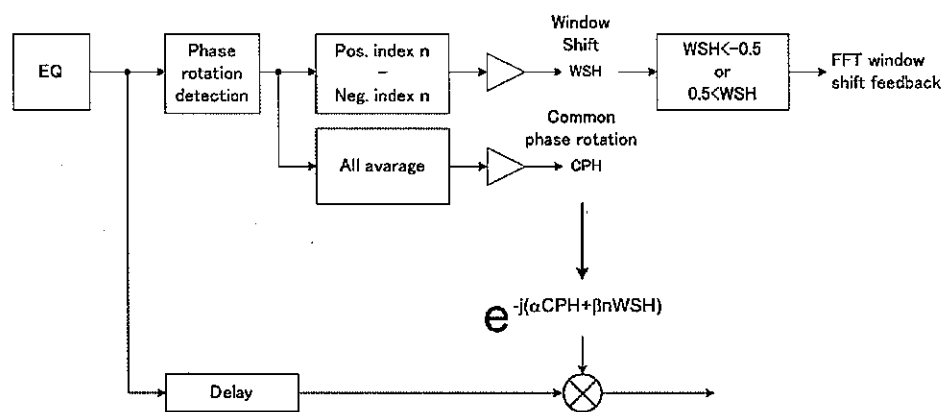 EQ
Phase
rotation
detection
Pos. index n
–
Neg. index n
Window
Shift
WSH
WSH<-0.5
or
0.5<WSH
FFT window
shift feedback
All avarage
Common
phase rotation
CPH
e-j(αCPH+βnWSH)
Delay